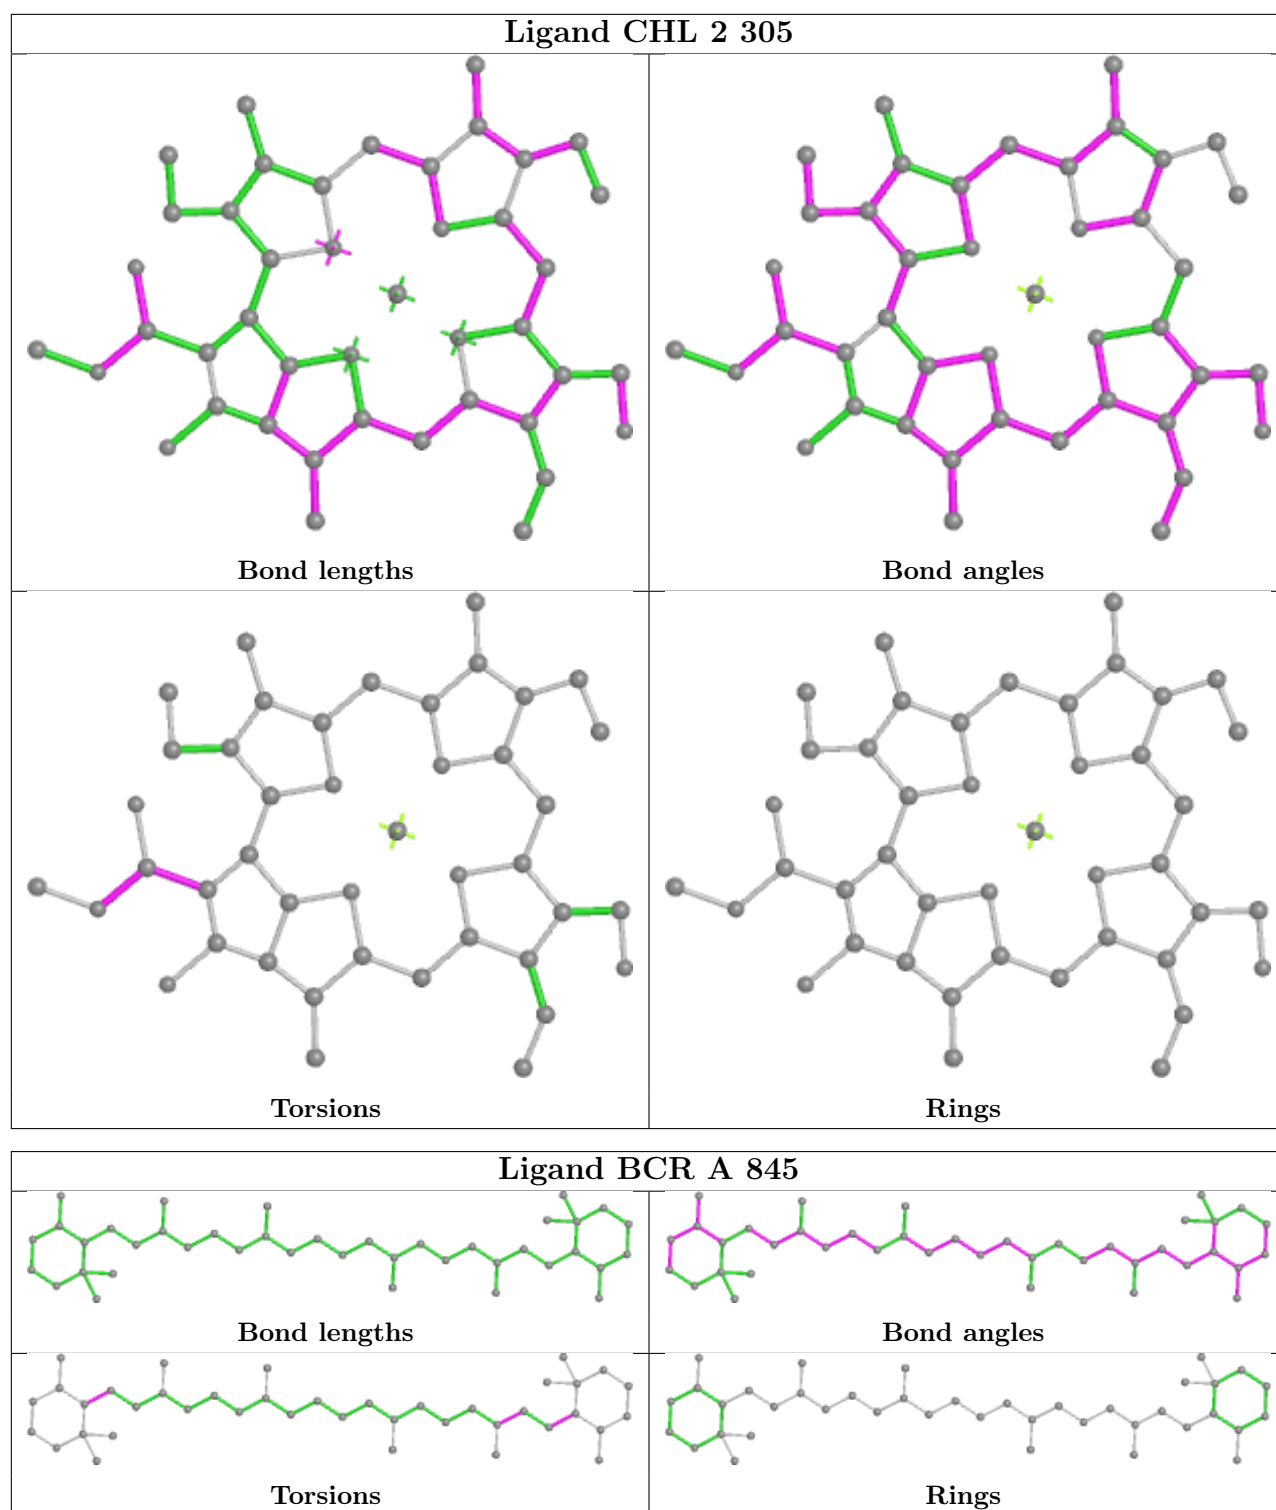 Ligand CHL 2 305
Bond lengths
Bond angles
Torsions
Rings
Ligand BCR A 845
Bond lengths
Bond angles
Torsions
Rings